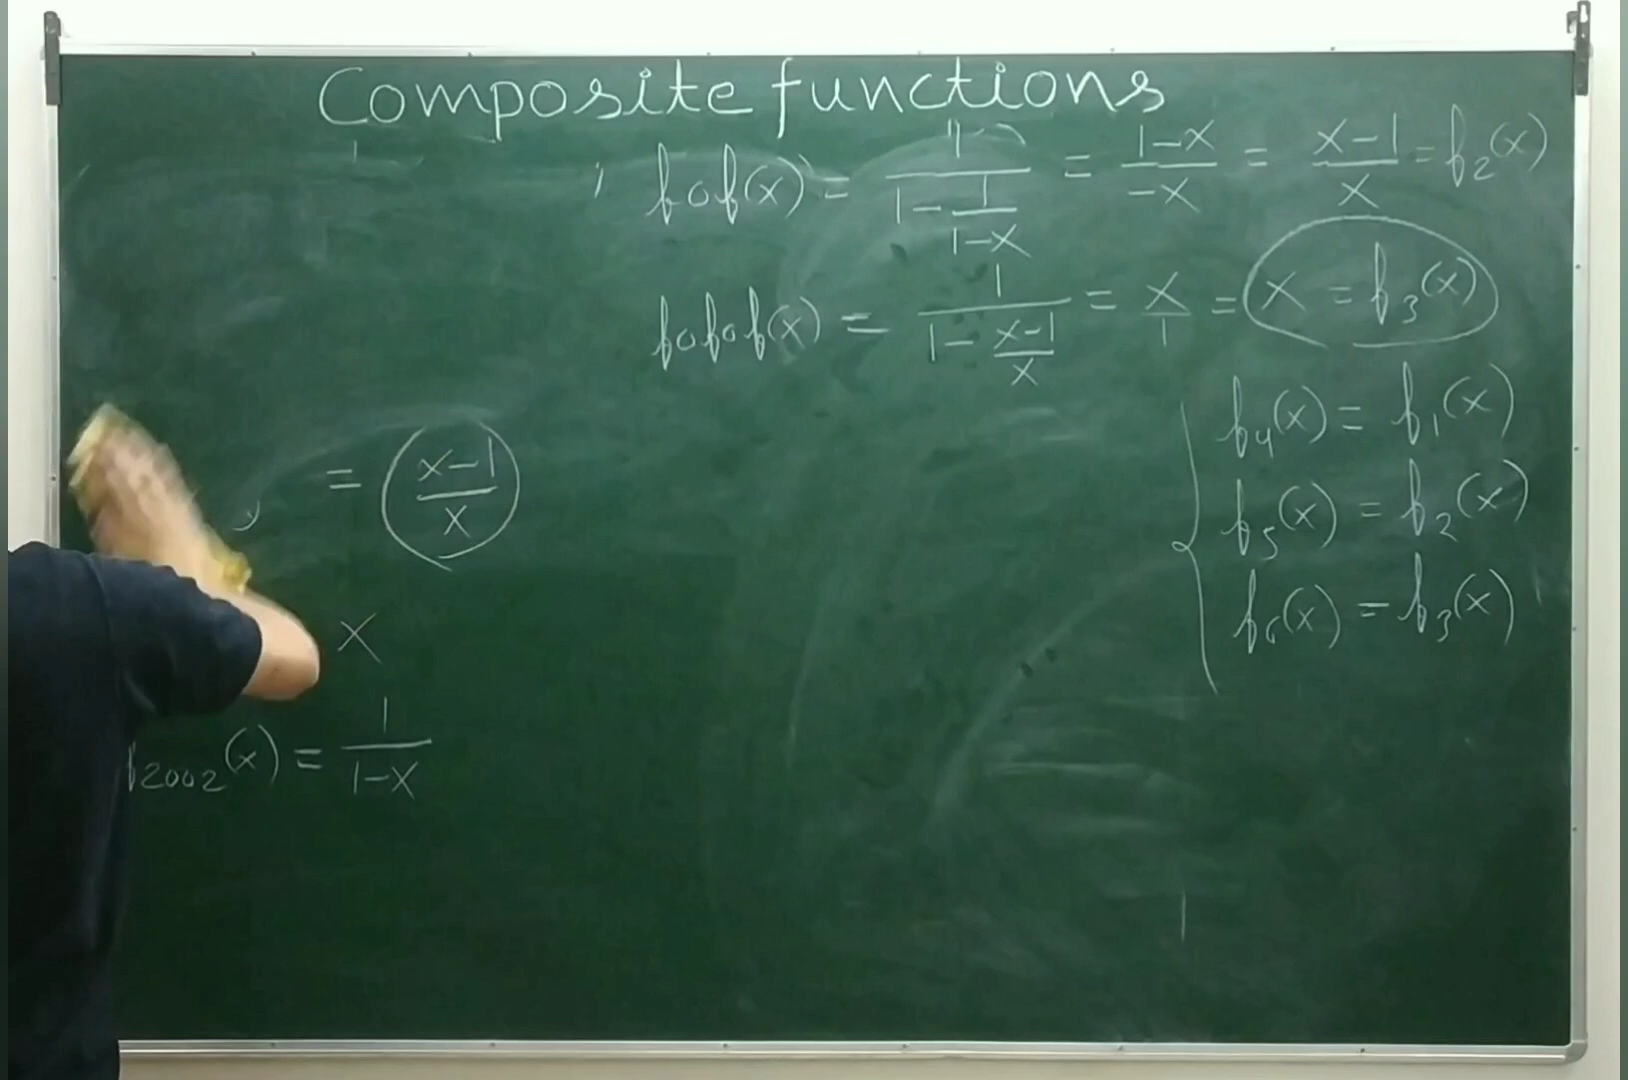 Composite functions
fof(x) = 1/(1-1/(1-x)) = (1-x)/(-x) = (x-1)/x = f₂(x)
fofof(x) = 1/(1-(x-1)/x) = x/1 = x = f₃(x)
f₄(x) = f₁(x)
= (x-1)/x
f₅(x) = f₂(x)
x
f₆(x) = f₃(x)
f₂₀₀₂(x) = 1/(1-x)